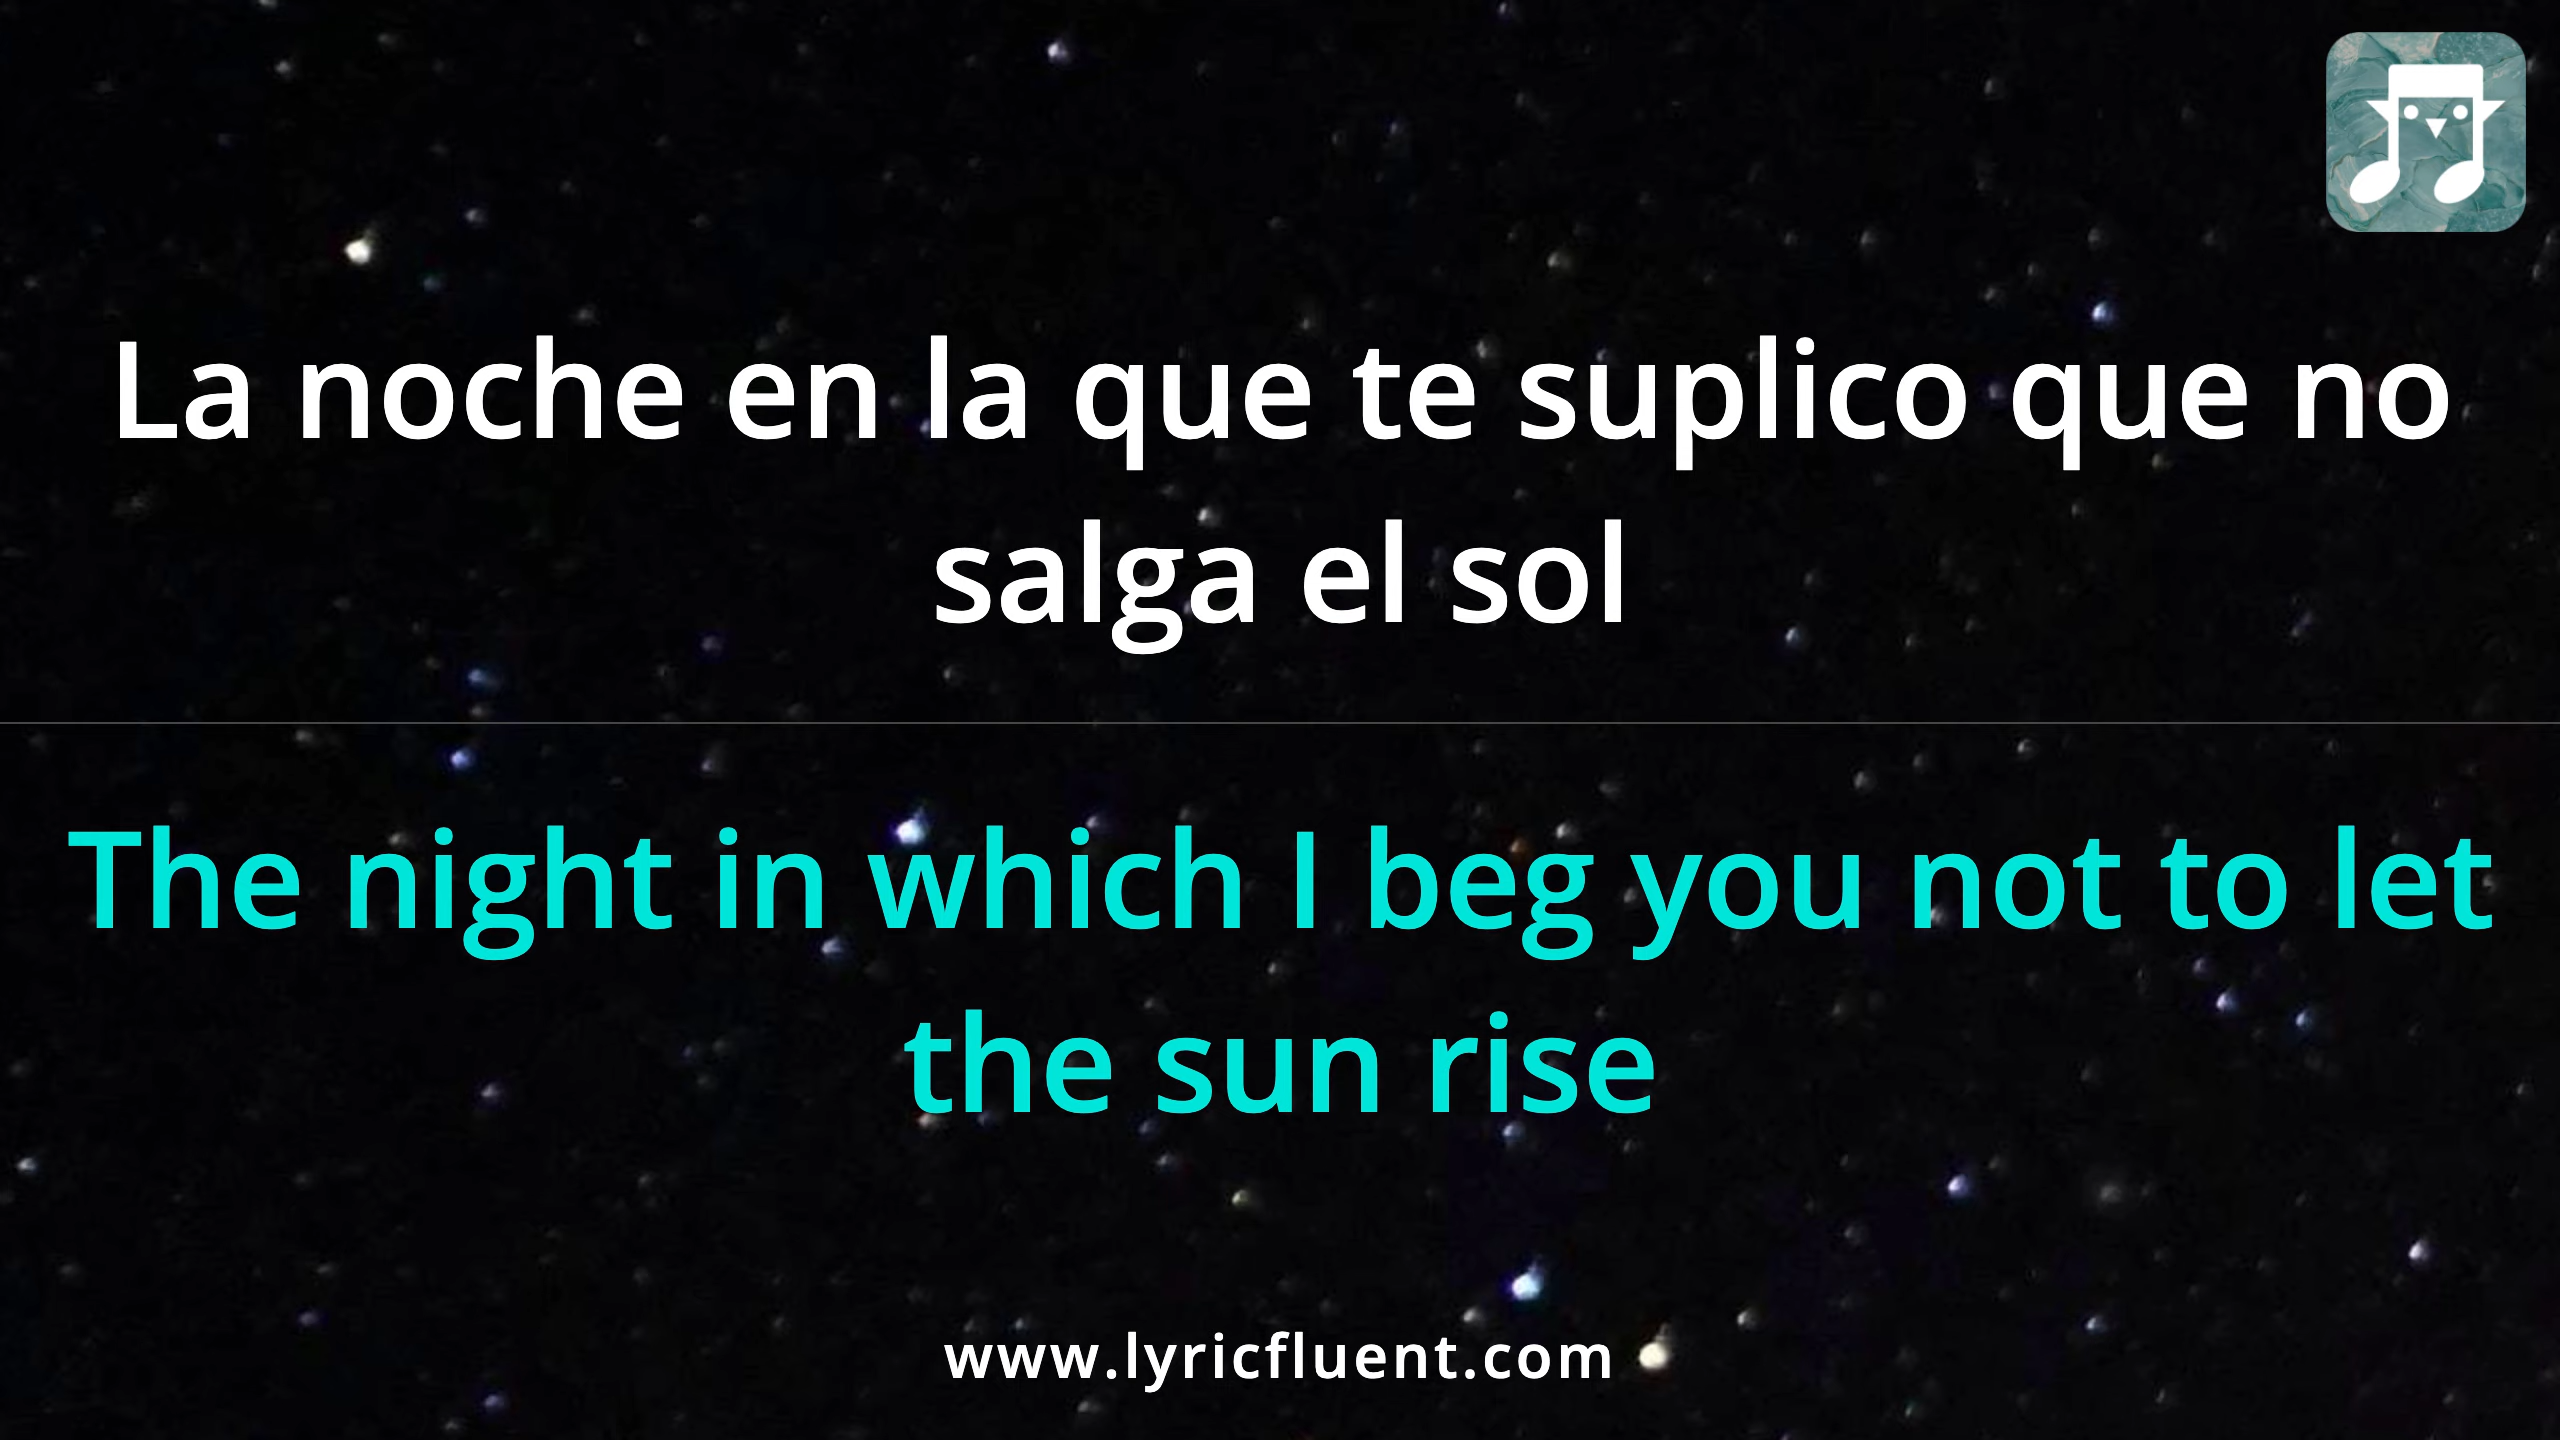 La noche en la que te suplico que no
salga el sol
The night in which I beg you not to let
the sun rise
www.lyricfluent.com